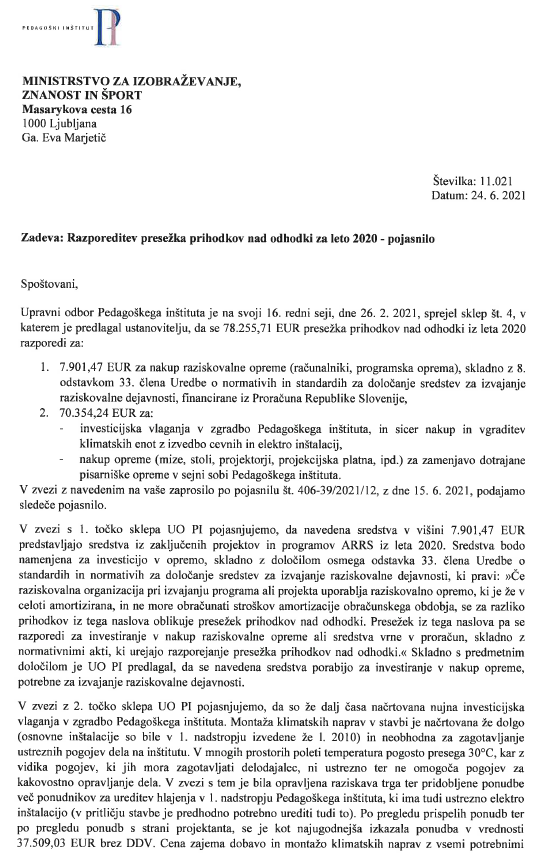 PEDAGOŠKI INŠTITUT
MINISTRSTVO ZA IZOBRAŽEVANJE,
ZNANOST IN ŠPORT
Masarykova cesta 16
1000 Ljubljana
Ga. Eva Marjetič
Številka: 11.021
Datum: 24. 6. 2021
Zadeva: Razporeditev presežka prihodkov nad odhodki za leto 2020 - pojasnilo
Spoštovani,
Upravni odbor Pedagoškega inštituta je na svoji 16. redni seji, dne 26. 2. 2021, sprejel sklep št. 4, v
katerem je predlagal ustanovitelju, da se 78.255,71 EUR presežka prihodkov nad odhodki iz leta 2020
razporedi za:
1. 7.901,47 EUR za nakup raziskovalne opreme (računalniki, programska oprema), skladno z 8.
odstavkom 33. člena Uredbe o normativih in standardih za določanje sredstev za izvajanje
raziskovalne dejavnosti, financirane iz Proračuna Republike Slovenije,
2. 70.354,24 EUR za:
- investicijska vlaganja v zgradbo Pedagoškega inštituta, in sicer nakup in vgraditev
klimatskih enot z izvedbo cevnih in elektro inštalacij,
- nakup opreme (mize, stoli, projektorji, projekcijska platna, ipd.) za zamenjavo dotrajane
pisarniške opreme v sejni sobi Pedagoškega inštituta.
V zvezi z navedenim na vaše zaprosilo po pojasnilu št. 406-39/2021/12, z dne 15. 6. 2021, podajamo
sledeče pojasnilo.
V zvezi s 1. točko sklepa UO PI pojasnjujemo, da navedena sredstva v višini 7.901,47 EUR
predstavljajo sredstva iz zaključenih projektov in programov ARRS iz leta 2020. Sredstva bodo
namenjena za investicijo v opremo, skladno z določilom osmega odstavka 33. člena Uredbe o
standardih in normativih za določanje sredstev za izvajanje raziskovalne dejavnosti, ki pravi: »Če
raziskovalna organizacija pri izvajanju programa ali projekta uporablja raziskovalno opremo, ki je že v
celoti amortizirana, in ne more obračunati stroškov amortizacije obračunskega obdobja, se za razliko
prihodkov iz tega naslova oblikuje presežek prihodkov nad odhodki. Presežek iz tega naslova pa se
razporedi za investiranje v nakup raziskovalne opreme ali sredstva vrne v proračun, skladno z
normativnimi akti, ki urejajo razporejanje presežka prihodkov nad odhodki.« Skladno s predmetnim
določilom je UO PI predlagal, da se navedena sredstva porabijo za investiranje v nakup opreme,
potrebne za izvajanje raziskovalne dejavnosti.
V zvezi z 2. točko sklepa UO PI pojasnjujemo, da so že dalj časa načrtovana nujna investicijska
vlaganja v zgradbo Pedagoškega inštituta. Montaža klimatskih naprav v stavbi je načrtovana že dolgo
(osnovne inštalacije so bile v 1. nadstropju izvedene že l. 2010) in neobhodna za zagotavljanje
ustreznih pogojev dela na inštitutu. V mnogih prostorih poleti temperatura pogosto presega 30°C, kar z
vidika pogojev, ki jih mora zagotavljati delodajalec, ni ustrezno ter ne omogoča pogojev za
kakovostno opravljanje dela. V zvezi s tem je bila opravljena raziskava trga ter pridobljene ponudbe
več ponudnikov za ureditev hlajenja v 1. nadstropju Pedagoškega inštituta, ki ima tudi ustrezno elektro
inštalacijo (v pritličju stavbe je predhodno potrebno urediti tudi to). Po pregledu prispelih ponudb ter
po pregledu ponudb s strani projektanta, se je kot najugodnejša izkazala ponudba v vrednosti
37.509,03 EUR brez DDV. Cena zajema dobavo in montažo klimatskih naprav z vsemi potrebnimi